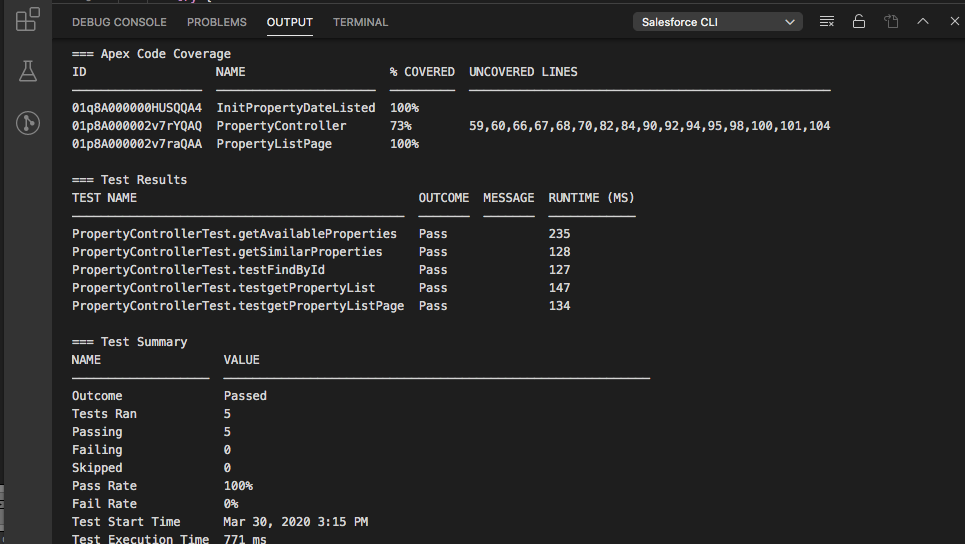 DEBUG CONSOLE PROBLEMS OUTPUT TERMINAL Salesforce CLI
=== Apex Code Coverage
ID NAME % COVERED UNCOVERED LINES
01q8A000000HUSQQA4 InitPropertyDateListed 100%
01p8A000002v7rYQAQ PropertyController 73% 59,60,66,67,68,70,82,84,90,92,94,95,98,100,101,104
01p8A000002v7raQAA PropertyListPage 100%
=== Test Results
TEST NAME OUTCOME MESSAGE RUNTIME (MS)
PropertyControllerTest.getAvailableProperties Pass 235
PropertyControllerTest.getSimilarProperties Pass 128
PropertyControllerTest.testFindById Pass 127
PropertyControllerTest.testgetPropertyList Pass 147
PropertyControllerTest.testgetPropertyListPage Pass 134
=== Test Summary
NAME VALUE
Outcome Passed
Tests Ran 5
Passing 5
Failing 0
Skipped 0
Pass Rate 100%
Fail Rate 0%
Test Start Time Mar 30, 2020 3:15 PM
Test Execution Time 771 ms